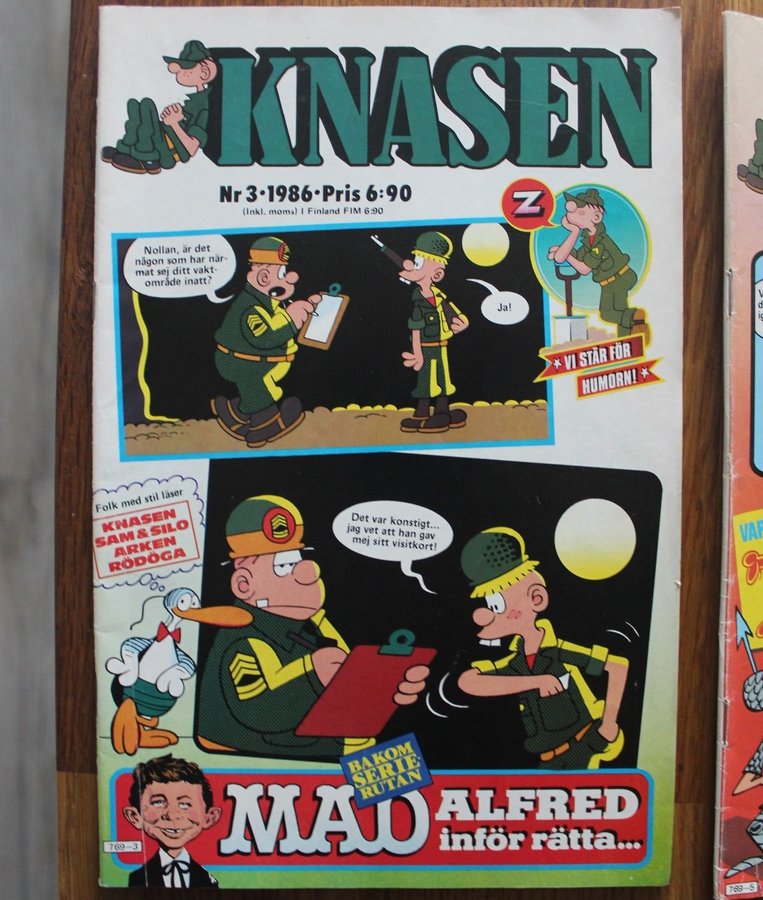 KNASEN
Nr 3·1986·Pris 6:90
(Inkl. moms) I Finland FIM 6:90
Z
Nollan, är det
någon som har när-
mat sej ditt vakt-
område inatt?
Ja!
★ VI STÅR FÖR
HUMORN! ★
Folk med stil läser
KNASEN
SAM & SILO
ARKEN
RÖDÖGA
Det var konstigt...
jag vet att han gav
mej sitt visitkort!
BAKOM
SERIE-
RUTAN
MAD
ALFRED
inför rätta...
769–3
VAR
769–5